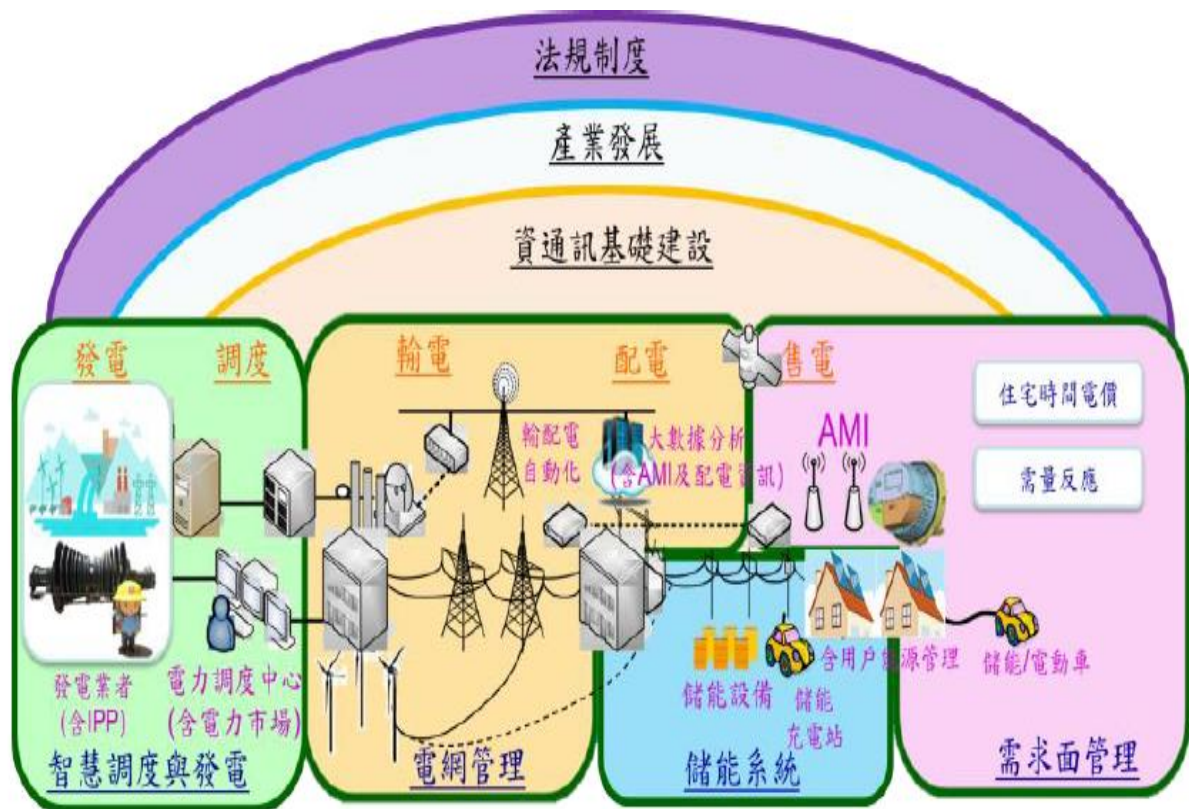 法規制度
產業發展
資通訊基礎建設
發電
調度
輸電
配電
售電
輸配電
自動化
大數據分析
(含AMI及配電資訊)
AMI
住宅時間電價
需量反應
發電業者
(含IPP)
電力調度中心
(含電力市場)
儲能設備
儲能
充電站
含用戶能源管理
儲能/電動車
智慧調度與發電
電網管理
儲能系統
需求面管理